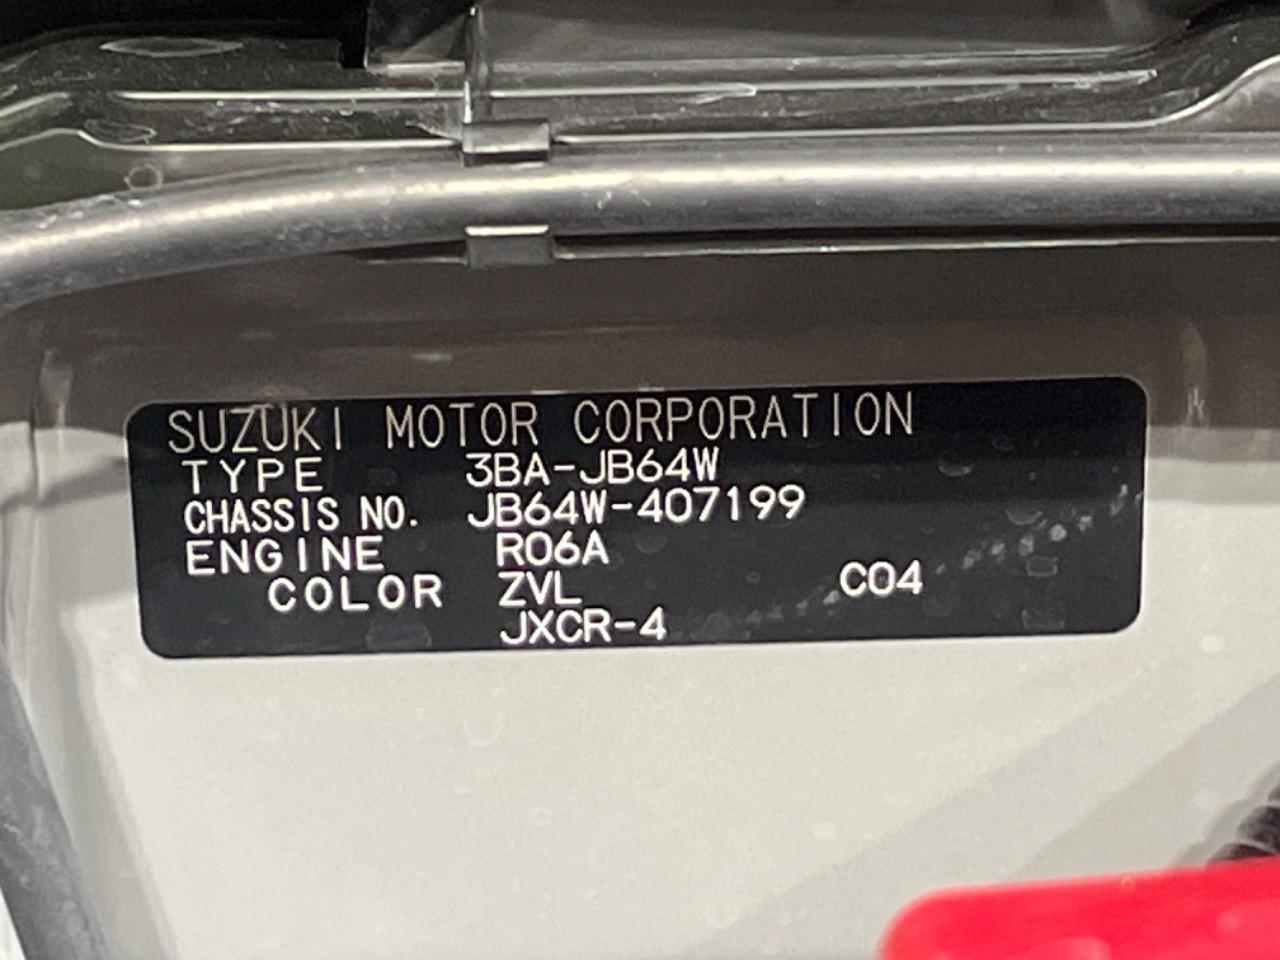 SUZUKI MOTOR CORPORATION
TYPE 3BA-JB64W
CHASSIS NO. JB64W-407199
ENGINE R06A
COLOR ZVL C04
JXCR-4